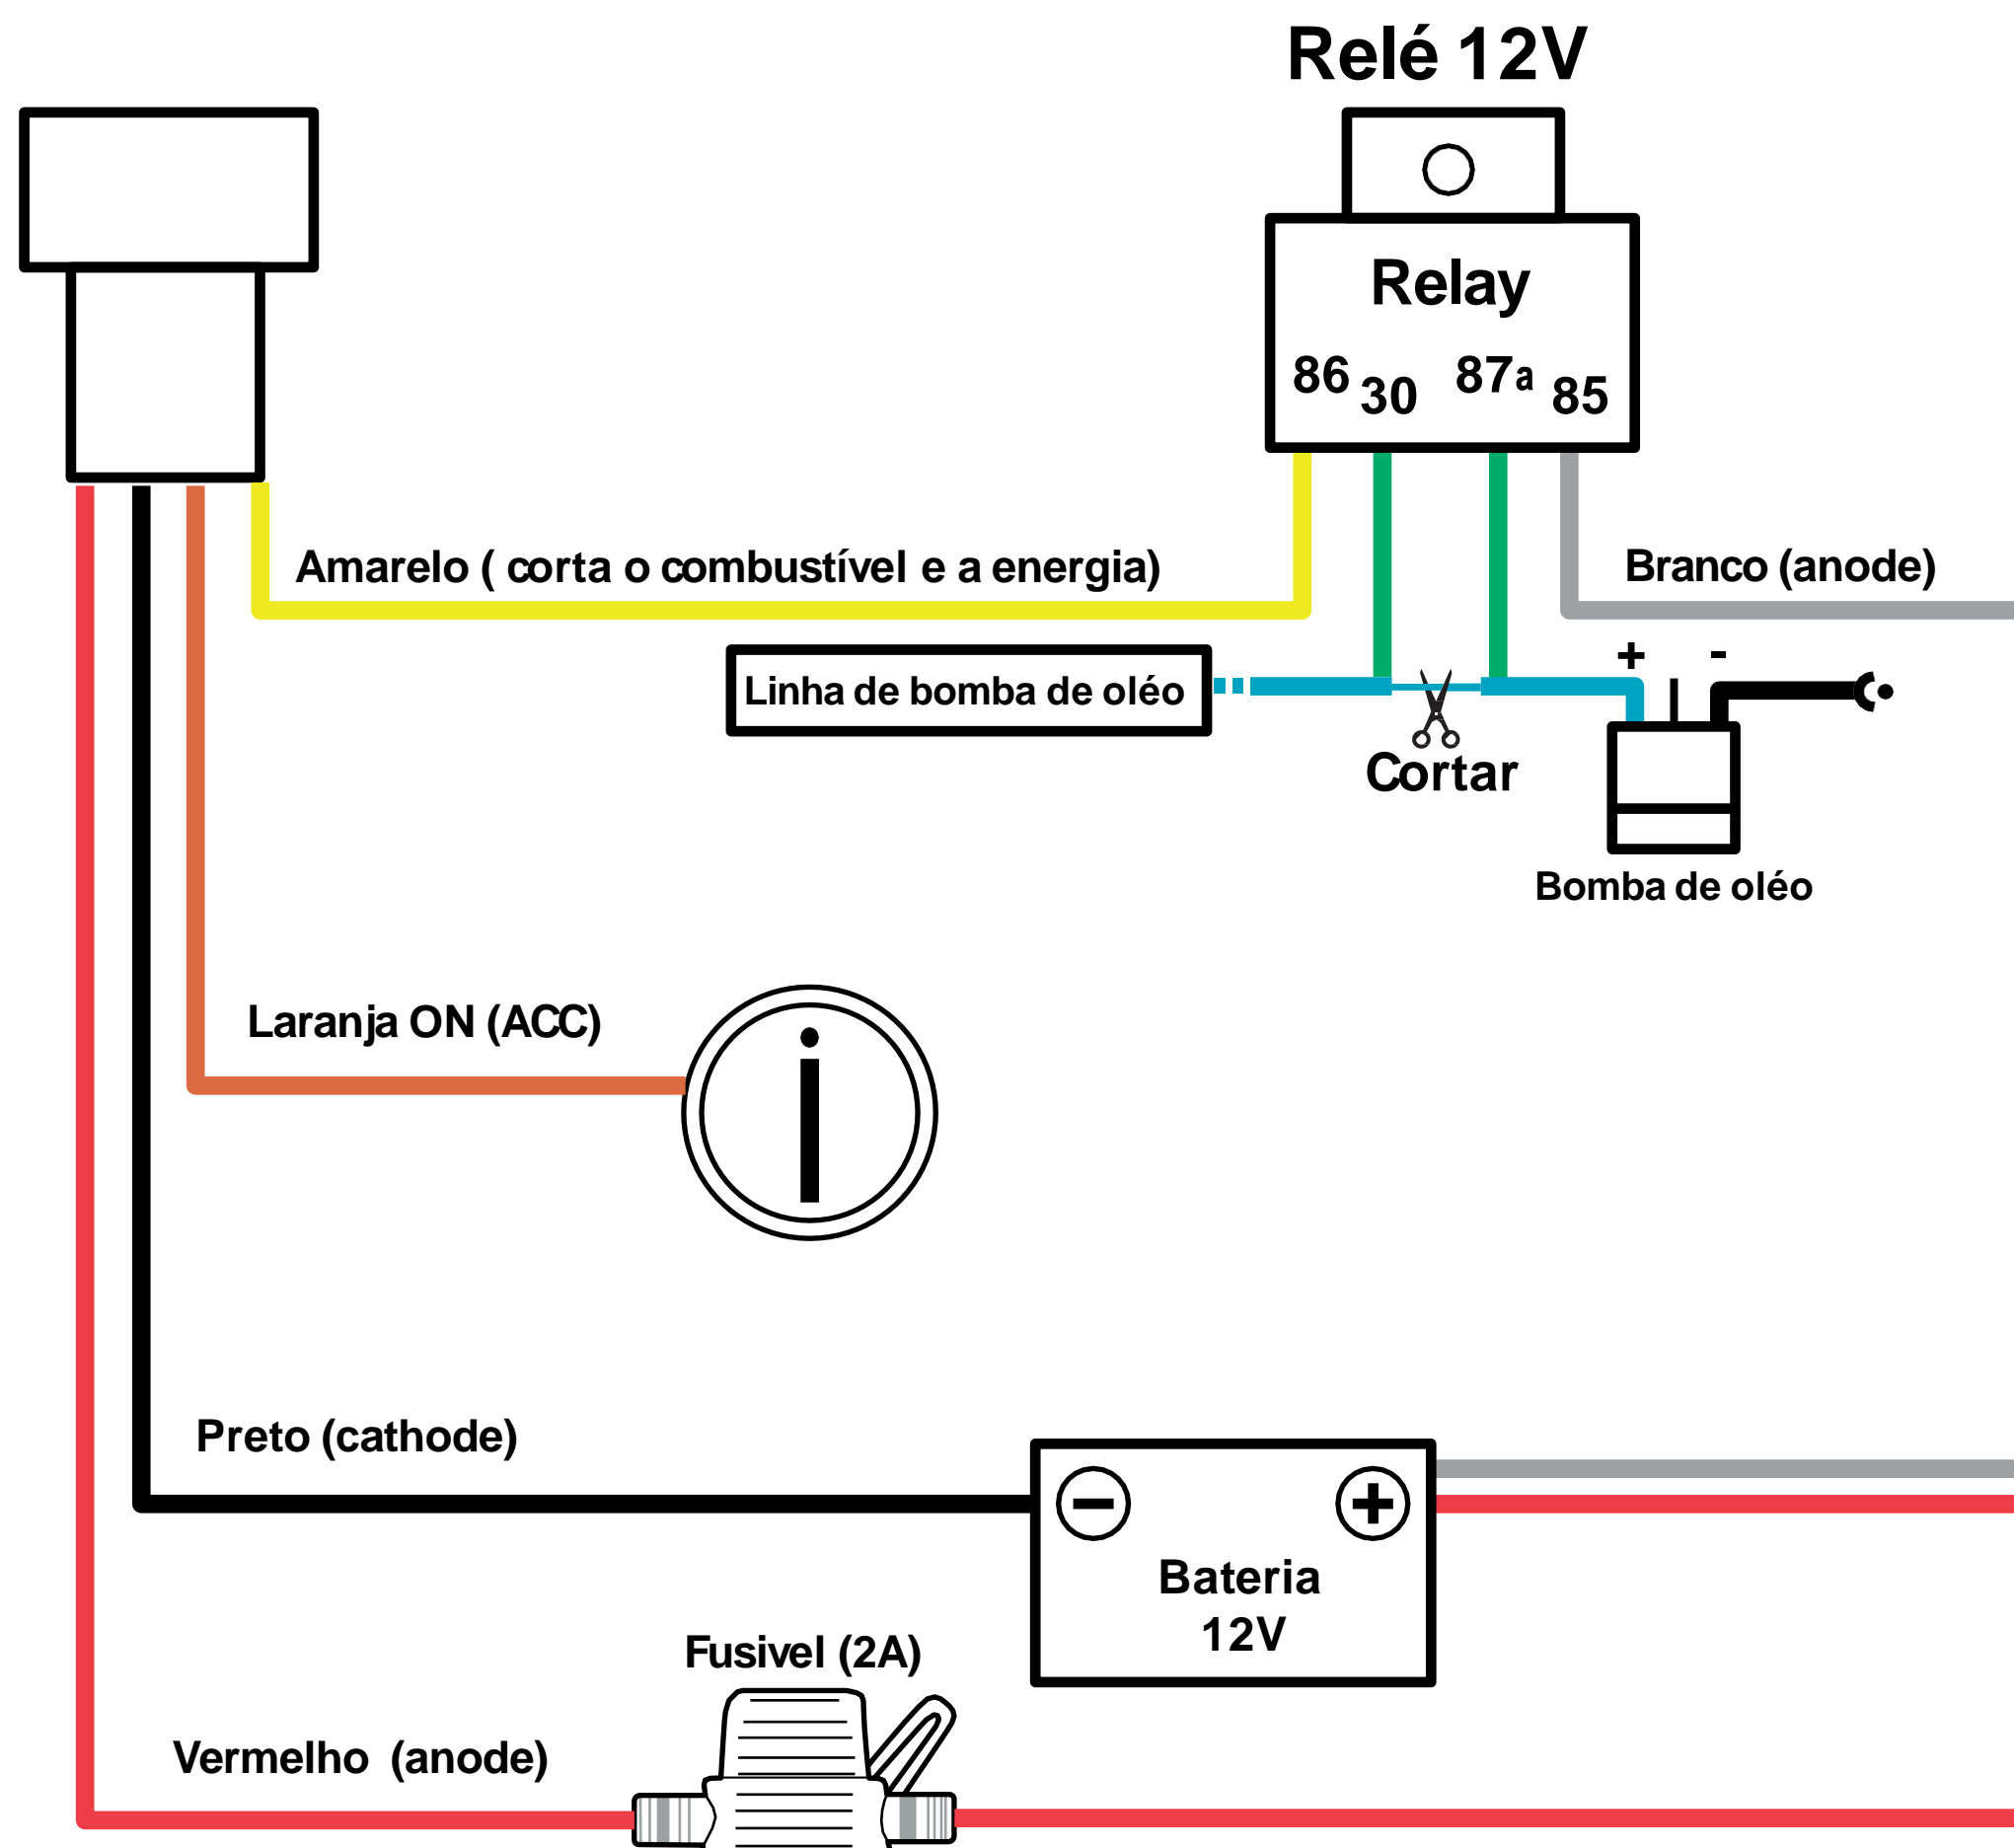 Relé 12V
Relay
86 30 87a 85
Amarelo ( corta o combustível e a energia)
Branco (anode)
+ -
Linha de bomba de oléo
Cortar
Bomba de oléo
Laranja ON (ACC)
Preto (cathode)
Bateria
12V
Fusivel (2A)
Vermelho (anode)